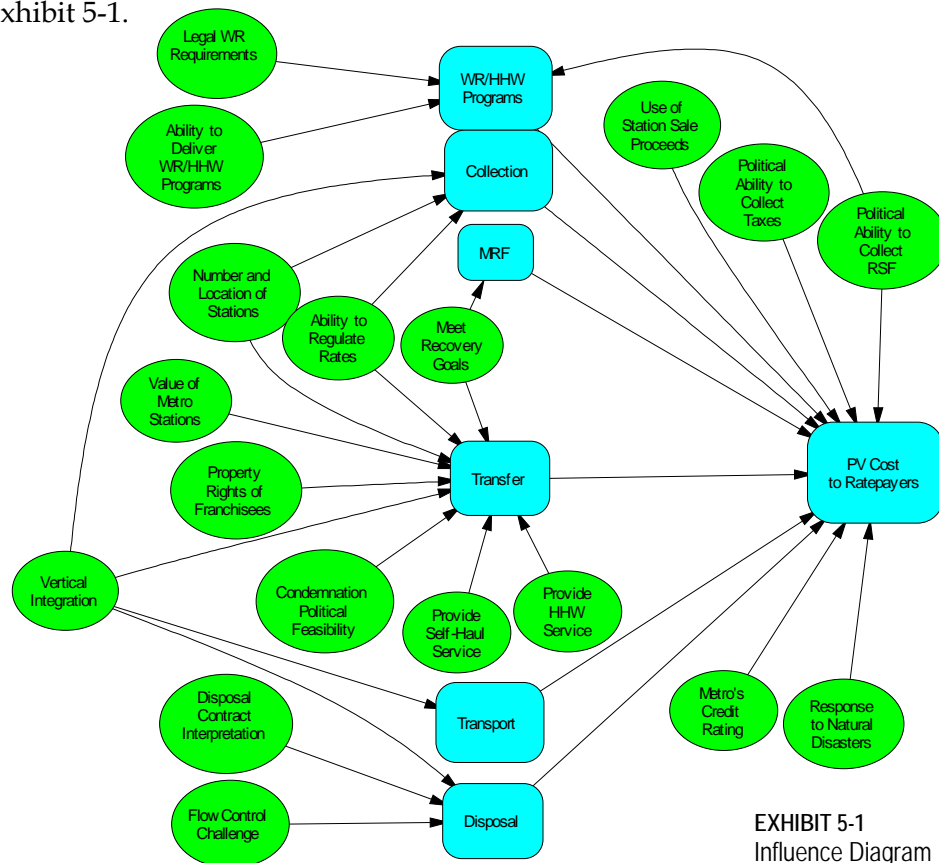 xhibit 5-1.
Legal WR
Requirements
WR/HHW
Programs
Use of
Station Sale
Proceeds
Ability to
Deliver
WR/HHW
Programs
Collection
Political
Ability to
Collect
Taxes
Political
Ability to
Collect
RSF
MRF
Number and
Location of
Stations
Ability to
Regulate
Rates
Meet
Recovery
Goals
Value of
Metro
Stations
Property
Rights of
Franchisees
Transfer
PV Cost
to Ratepayers
Vertical
Integration
Condemnation
Political
Feasibility
Provide
Self-Haul
Service
Provide
HHW
Service
Disposal
Contract
Interpretation
Transport
Metro's
Credit
Rating
Response
to Natural
Disasters
Flow Control
Challenge
Disposal
EXHIBIT 5-1
Influence Diagram